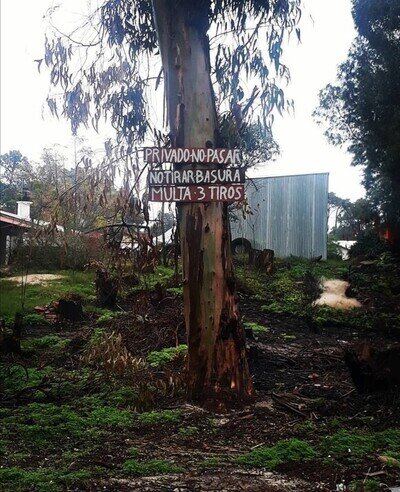 PRIVADO·NO·PASAR
NO TIRAR BASURA
MULTA·3 TIROS